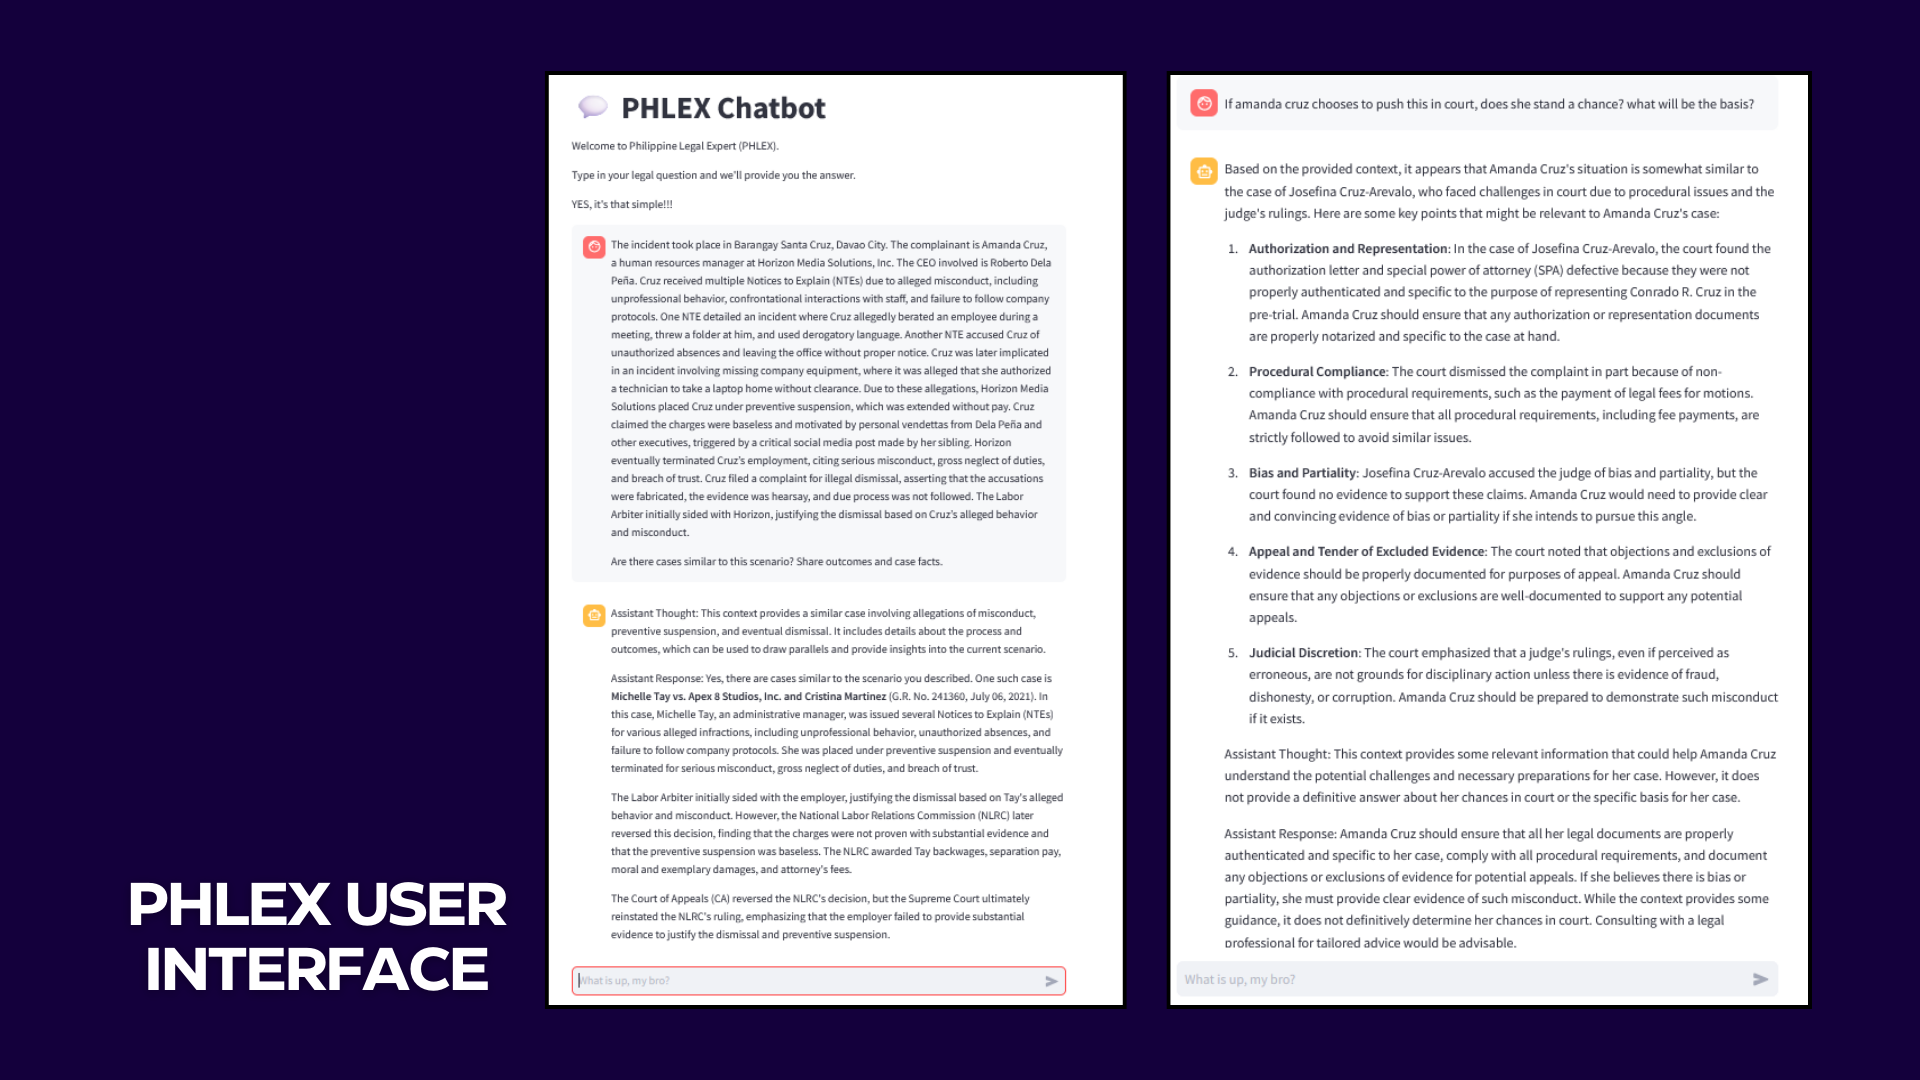 PHLEX USER
INTERFACE
PHLEX Chatbot
Welcome to Philippine Legal Expert (PHLEX).
Type in your legal question and we'll provide you the answer.
YES, it's that simple!!!
The incident took place in Barangay Santa Cruz, Davao City. The complainant is Amanda Cruz,
a human resources manager at Horizon Media Solutions, Inc. The CEO involved is Roberto Dela
Peña. Cruz received multiple Notices to Explain (NTEs) due to alleged misconduct, including
unprofessional behavior, confrontational interactions with staff, and failure to follow company
protocols. One NTE detailed an incident where Cruz allegedly berated an employee during a
meeting, threw a folder at him, and used derogatory language. Another NTE accused Cruz of
unauthorized absences and leaving the office without proper notice. Cruz was later implicated
in an incident involving missing company equipment, where it was alleged that she authorized
a technician to take a laptop home without clearance. Due to these allegations, Horizon Media
Solutions placed Cruz under preventive suspension, which was extended without pay. Cruz
claimed the charges were baseless and motivated by personal vendettas from Dela Peña and
other executives, triggered by a critical social media post made by her sibling. Horizon
eventually terminated Cruz's employment, citing serious misconduct, gross neglect of duties,
and breach of trust. Cruz filed a complaint for illegal dismissal, asserting that the accusations
were fabricated, the evidence was hearsay, and due process was not followed. The Labor
Arbiter initially sided with Horizon, justifying the dismissal based on Cruz's alleged behavior
and misconduct.
Are there cases similar to this scenario? Share outcomes and case facts.
Assistant Thought: This context provides a similar case involving allegations of misconduct,
preventive suspension, and eventual dismissal. It includes details about the process and
outcomes, which can be used to draw parallels and provide insights into the current scenario.
Assistant Response: Yes, there are cases similar to the scenario you described. One such case is
Michelle Tay vs. Apex 8 Studios, Inc. and Cristina Martinez (G.R. No. 241360, July 06, 2021). In
this case, Michelle Tay, an administrative manager, was issued several Notices to Explain (NTEs)
for various alleged infractions, including unprofessional behavior, unauthorized absences, and
failure to follow company protocols. She was placed under preventive suspension and eventually
terminated for serious misconduct, gross neglect of duties, and breach of trust.
The Labor Arbiter initially sided with the employer, justifying the dismissal based on Tay's alleged
behavior and misconduct. However, the National Labor Relations Commission (NLRC) later
reversed this decision, finding that the charges were not proven with substantial evidence and
that the preventive suspension was baseless. The NLRC awarded Tay backwages, separation pay,
moral and exemplary damages, and attorney's fees.
The Court of Appeals (CA) reversed the NLRC's decision, but the Supreme Court ultimately
reinstated the NLRC's ruling, emphasizing that the employer failed to provide substantial
evidence to justify the dismissal and preventive suspension.
What is up, my bro?
If amanda cruz chooses to push this in court, does she stand a chance? what will be the basis?
Based on the provided context, it appears that Amanda Cruz's situation is somewhat similar to
the case of Josefina Cruz-Arevalo, who faced challenges in court due to procedural issues and the
judge's rulings. Here are some key points that might be relevant to Amanda Cruz's case:
1. Authorization and Representation: In the case of Josefina Cruz-Arevalo, the court found the
authorization letter and special power of attorney (SPA) defective because they were not
properly authenticated and specific to the purpose of representing Conrado R. Cruz in the
pre-trial. Amanda Cruz should ensure that any authorization or representation documents
are properly notarized and specific to the case at hand.
2. Procedural Compliance: The court dismissed the complaint in part because of non-
compliance with procedural requirements, such as the payment of legal fees for motions.
Amanda Cruz should ensure that all procedural requirements, including fee payments, are
strictly followed to avoid similar issues.
3. Bias and Partiality: Josefina Cruz-Arevalo accused the judge of bias and partiality, but the
court found no evidence to support these claims. Amanda Cruz would need to provide clear
and convincing evidence of bias or partiality if she intends to pursue this angle.
4. Appeal and Tender of Excluded Evidence: The court noted that objections and exclusions of
evidence should be properly documented for purposes of appeal. Amanda Cruz should
ensure that any objections or exclusions are well-documented to support any potential
appeals.
5. Judicial Discretion: The court emphasized that a judge's rulings, even if perceived as
erroneous, are not grounds for disciplinary action unless there is evidence of fraud,
dishonesty, or corruption. Amanda Cruz should be prepared to demonstrate such misconduct
if it exists.
Assistant Thought: This context provides some relevant information that could help Amanda Cruz
understand the potential challenges and necessary preparations for her case. However, it does
not provide a definitive answer about her chances in court or the specific basis for her case.
Assistant Response: Amanda Cruz should ensure that all her legal documents are properly
authenticated and specific to her case, comply with all procedural requirements, and document
any objections or exclusions of evidence for potential appeals. If she believes there is bias or
partiality, she must provide clear evidence of such misconduct. While the context provides some
guidance, it does not definitively determine her chances in court. Consulting with a legal
professional for tailored advice would be advisable.
What is up, my bro?